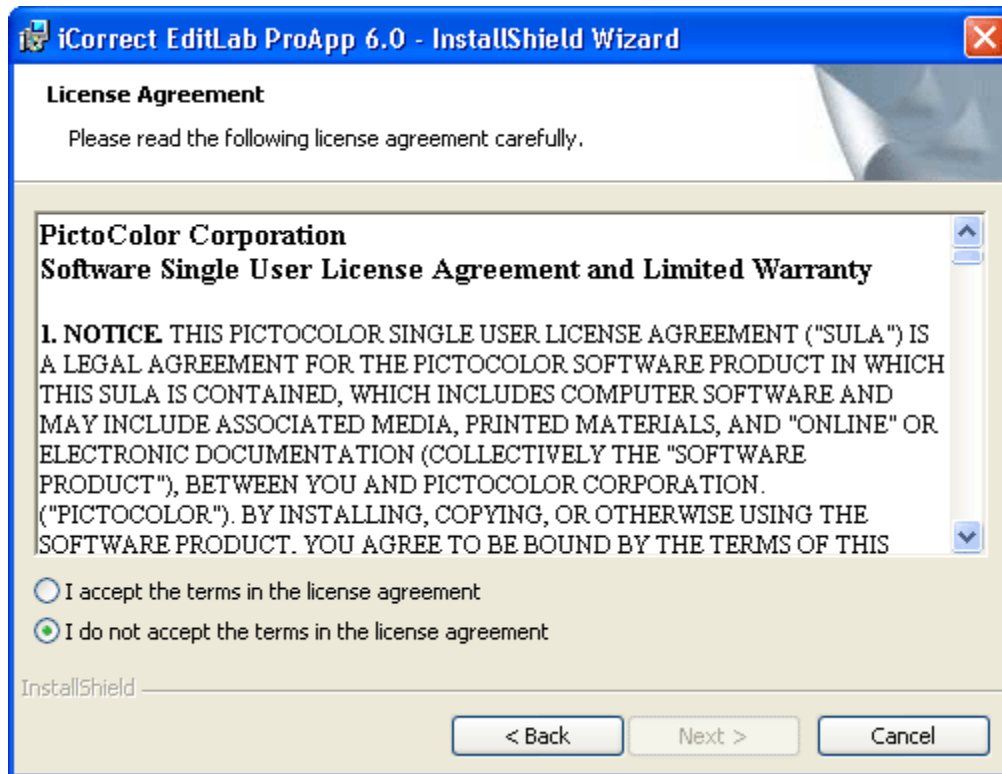 iCorrect EditLab ProApp 6.0 - InstallShield Wizard
License Agreement
Please read the following license agreement carefully.
PictoColor Corporation
Software Single User License Agreement and Limited Warranty
1. NOTICE. THIS PICTOCOLOR SINGLE USER LICENSE AGREEMENT ("SULA") IS
A LEGAL AGREEMENT FOR THE PICTOCOLOR SOFTWARE PRODUCT IN WHICH
THIS SULA IS CONTAINED, WHICH INCLUDES COMPUTER SOFTWARE AND
MAY INCLUDE ASSOCIATED MEDIA, PRINTED MATERIALS, AND "ONLINE" OR
ELECTRONIC DOCUMENTATION (COLLECTIVELY THE "SOFTWARE
PRODUCT"), BETWEEN YOU AND PICTOCOLOR CORPORATION.
("PICTOCOLOR"). BY INSTALLING, COPYING, OR OTHERWISE USING THE
SOFTWARE PRODUCT, YOU AGREE TO BE BOUND BY THE TERMS OF THIS
I accept the terms in the license agreement
I do not accept the terms in the license agreement
InstallShield
< Back Next > Cancel